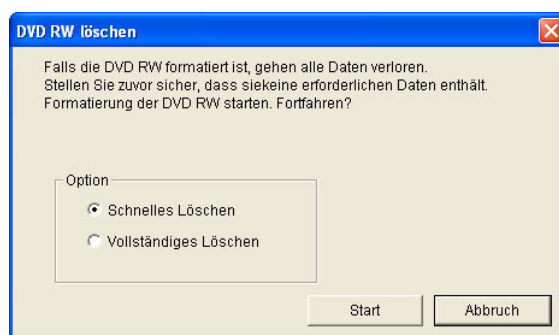 DVD RW löschen
Falls die DVD RW formatiert ist, gehen alle Daten verloren.
Stellen Sie zuvor sicher, dass siekeine erforderlichen Daten enthält.
Formatierung der DVD RW starten. Fortfahren?
Option
Schnelles Löschen
Vollständiges Löschen
Start Abbruch